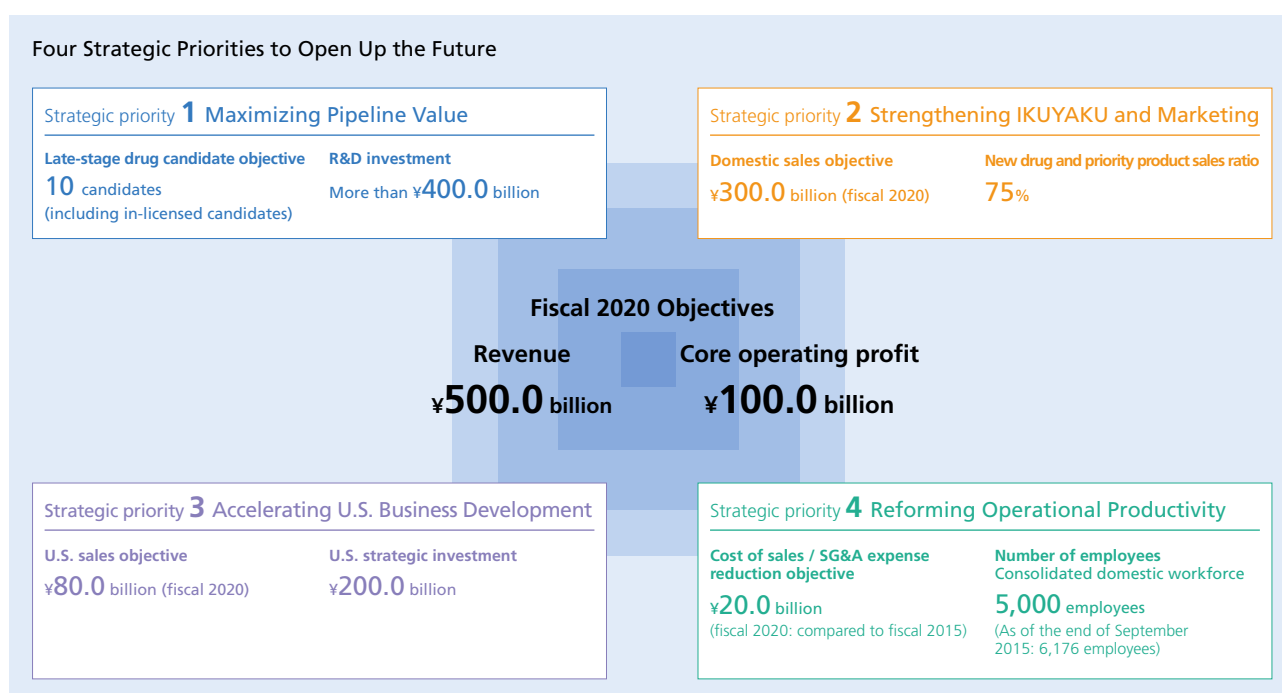 Four Strategic Priorities to Open Up the Future
Strategic priority 1 Maximizing Pipeline Value
Late-stage drug candidate objective
10 candidates
(including in-licensed candidates)
R&D investment
More than ¥400.0 billion
Strategic priority 2 Strengthening IKUYAKU and Marketing
Domestic sales objective
¥300.0 billion (fiscal 2020)
New drug and priority product sales ratio
75%
Fiscal 2020 Objectives
Revenue
¥500.0 billion
Core operating profit
¥100.0 billion
Strategic priority 3 Accelerating U.S. Business Development
U.S. sales objective
¥80.0 billion (fiscal 2020)
U.S. strategic investment
¥200.0 billion
Strategic priority 4 Reforming Operational Productivity
Cost of sales / SG&A expense
reduction objective
¥20.0 billion
(fiscal 2020: compared to fiscal 2015)
Number of employees
Consolidated domestic workforce
5,000 employees
(As of the end of September
2015: 6,176 employees)